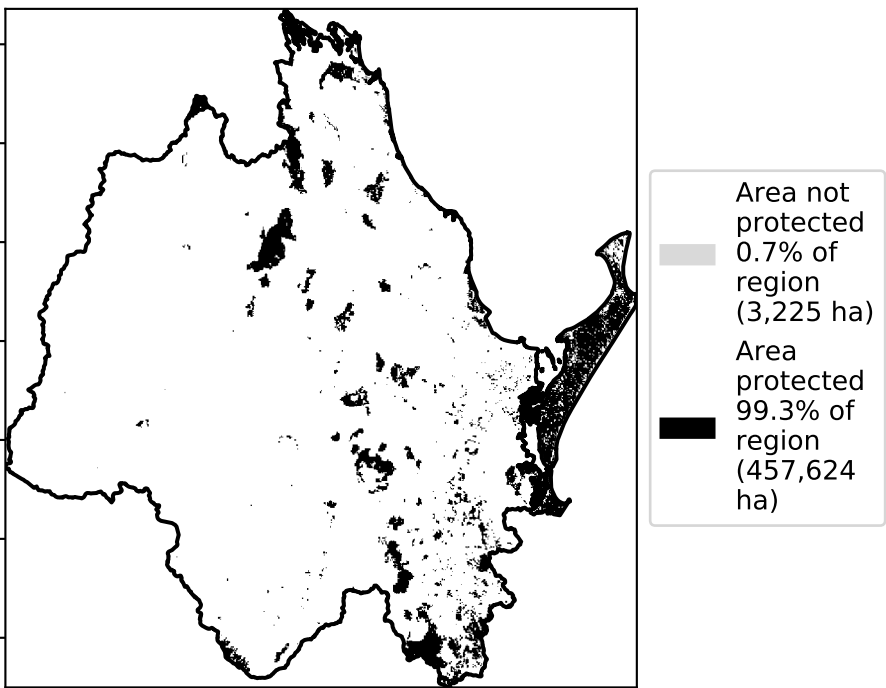 Area not
protected
0.7% of
region
(3,225 ha)
Area
protected
99.3% of
region
(457,624
ha)